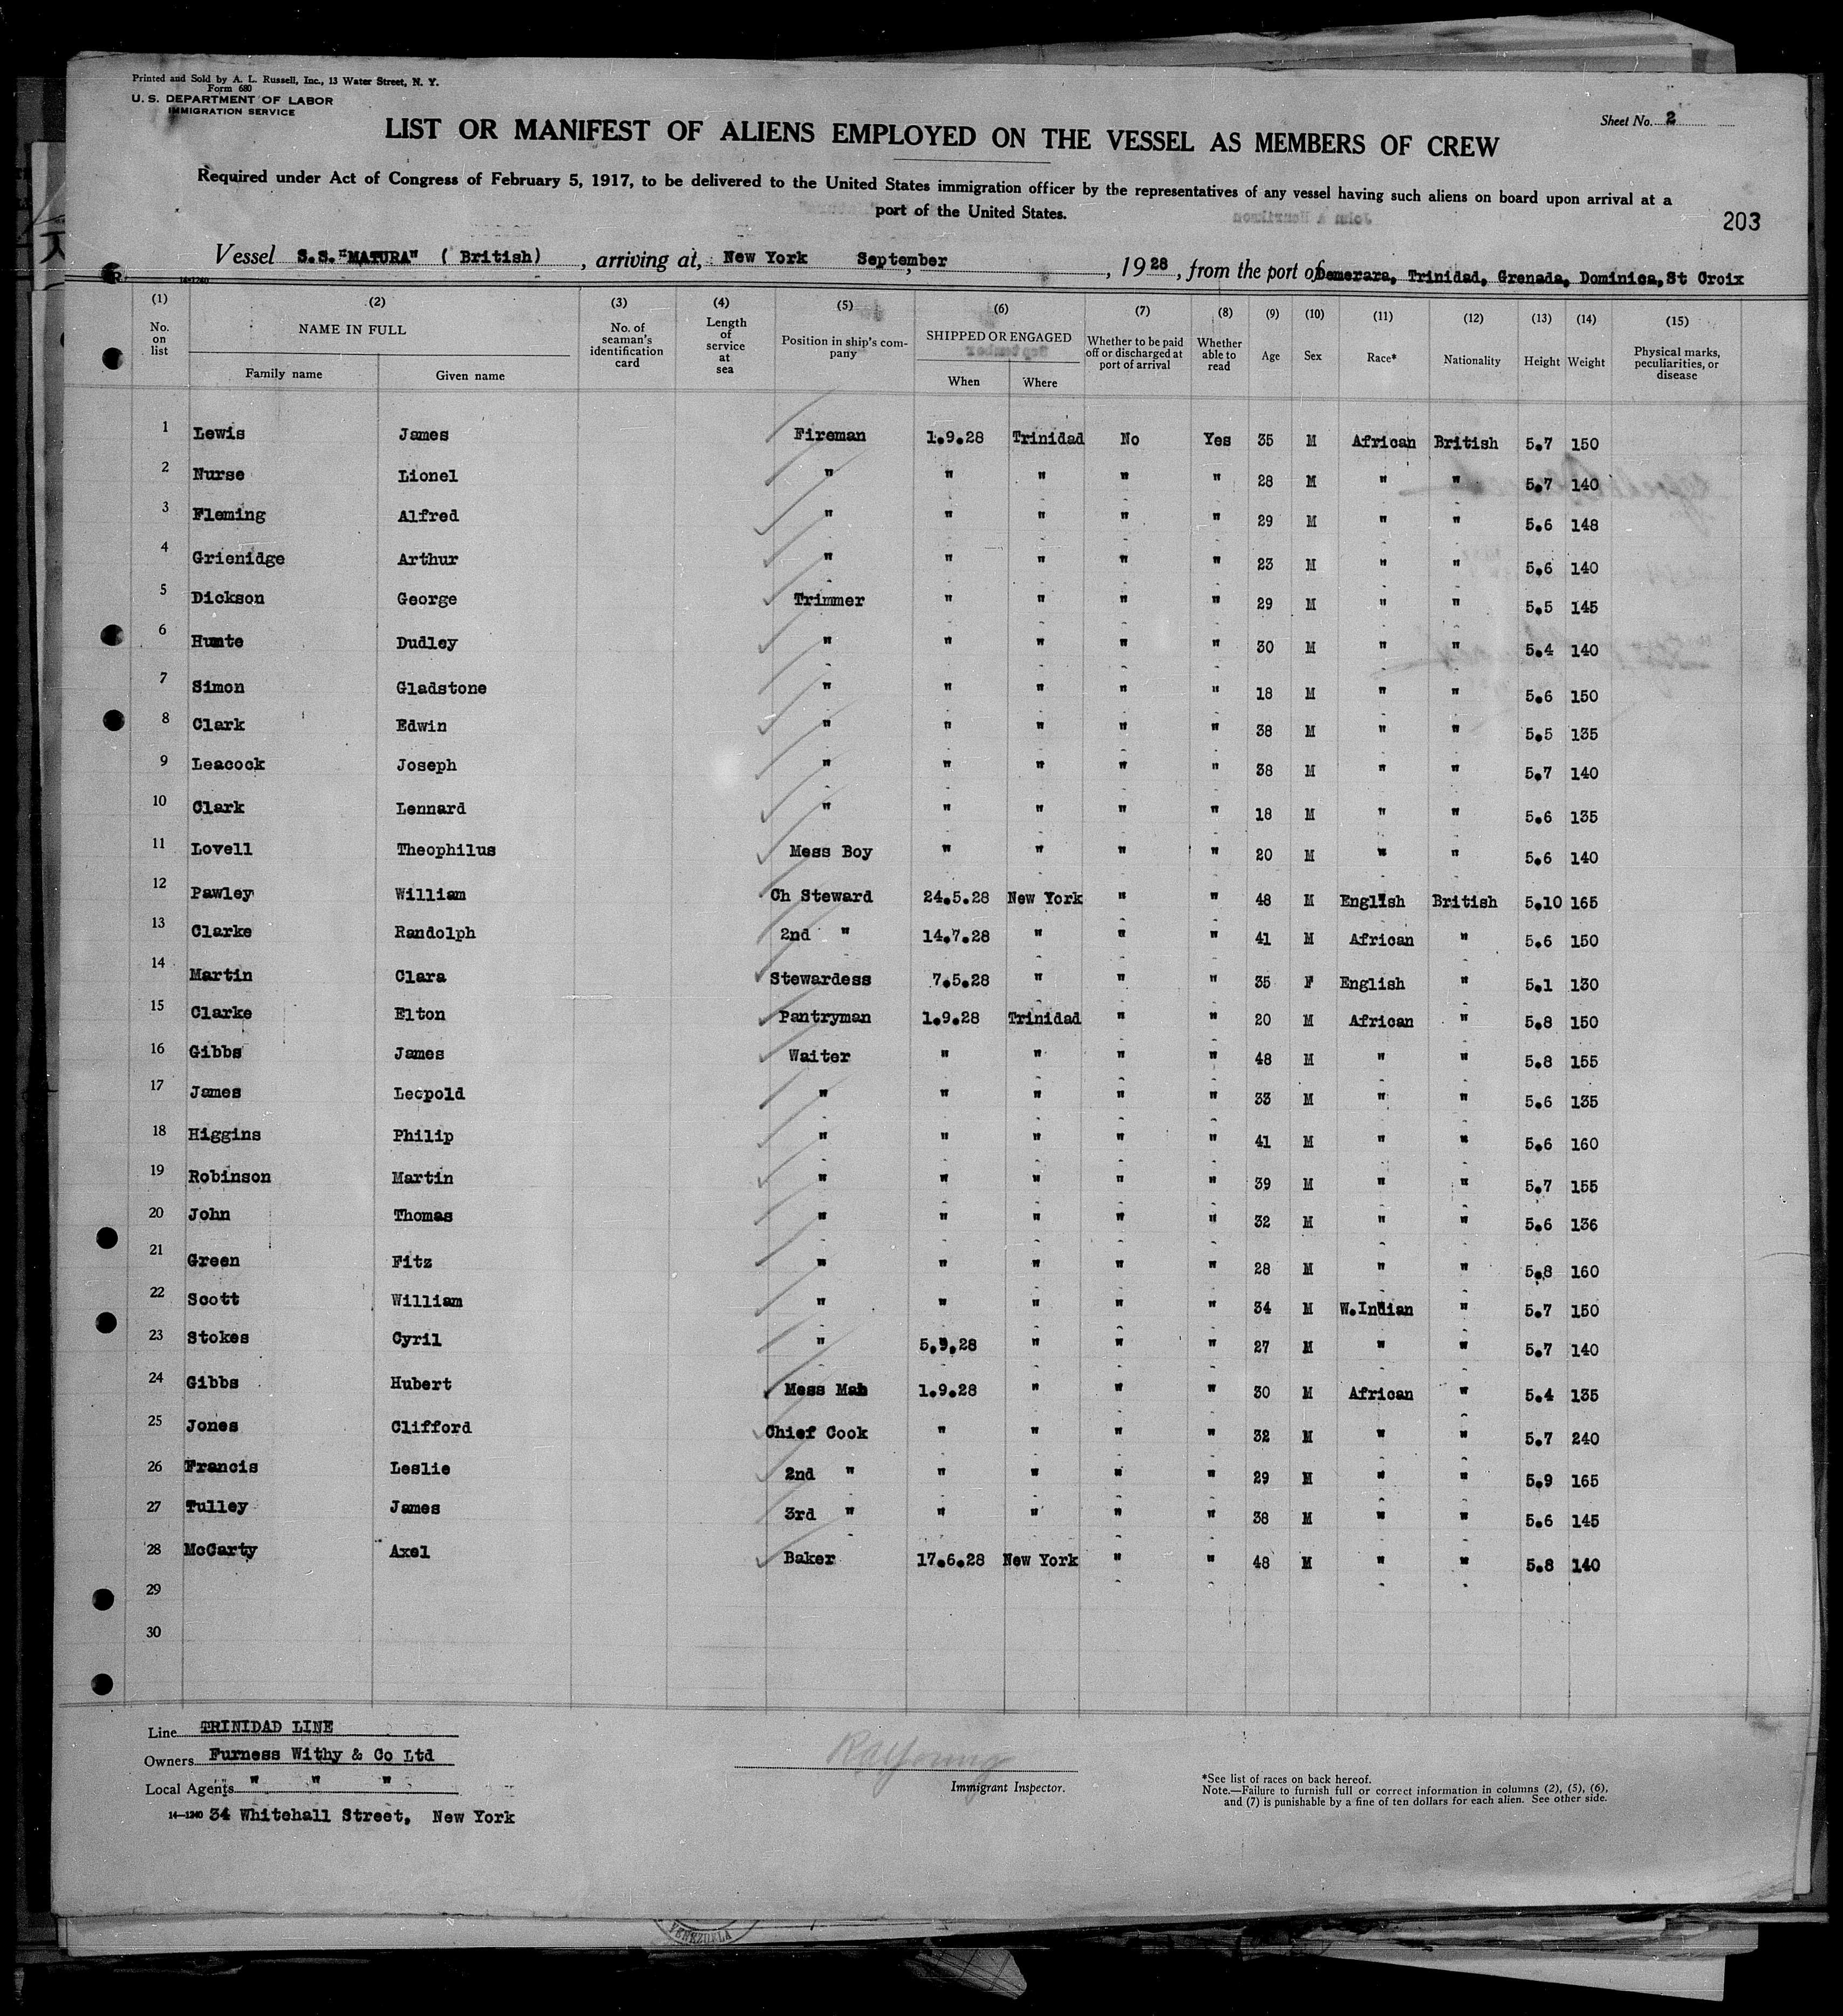 Printed and Sold by A. L. Russell, Inc., 13 Water Street, N. Y.
Form 680
U. S. DEPARTMENT OF LABOR
IMMIGRATION SERVICE
Sheet No. 2
LIST OR MANIFEST OF ALIENS EMPLOYED ON THE VESSEL AS MEMBERS OF CREW
Required under Act of Congress of February 5, 1917, to be delivered to the United States immigration officer by the representatives of any vessel having such aliens on board upon arrival at a
port of the United States.
203
Vessel S.S."MATURA" ( British) , arriving at, New York September , 1928, from the port of Demerara, Trinidad, Grenada, Dominica, St Croix
14-1240
(1) (2) (3) (4) (5) (6) (7) (8) (9) (10) (11) (12) (13) (14) (15)
No. on list NAME IN FULL No. of seaman's identification card Length of service at sea Position in ship's company SHIPPED OR ENGAGED Whether to be paid off or discharged at port of arrival Whether able to read Age Sex Race* Nationality Height Weight Physical marks, peculiarities, or disease
Family name Given name When Where
1 Lewis James Fireman 1.9.28 Trinidad No Yes 35 M African British 5.7 150
2 Nurse Lionel " " " " " 28 M " " 5.7 140
3 Fleming Alfred " " " " " 29 M " " 5.6 148
4 Grienidge Arthur " " " " " 23 M " " 5.6 140
5 Dickson George Trimmer " " " " 29 M " " 5.5 145
6 Hunte Dudley " " " " " 30 M " " 5.4 140
7 Simon Gladstone " " " " " 18 M " " 5.6 150
8 Clark Edwin " " " " " 38 M " " 5.5 135
9 Leacock Joseph " " " " " 38 M " " 5.7 140
10 Clark Lennard " " " " " 18 M " " 5.6 135
11 Lovell Theophilus Mess Boy " " " " 20 M " " 5.6 140
12 Pawley William Ch Steward 24.5.28 New York " " 48 M English British 5.10 165
13 Clarke Randolph 2nd " 14.7.28 " " " 41 M African " 5.6 150
14 Martin Clara Stewardess 7.5.28 " " " 35 F English " 5.1 130
15 Clarke Elton Pantryman 1.9.28 Trinidad " " 20 M African " 5.8 150
16 Gibbs James Waiter " " " " 48 M " " 5.8 155
17 James Leopold " " " " " 33 M " " 5.6 135
18 Higgins Philip " " " " " 41 M " " 5.6 160
19 Robinson Martin " " " " " 39 M " " 5.7 155
20 John Thomas " " " " " 32 M " " 5.6 136
21 Green Fitz " " " " " 28 M " " 5.8 160
22 Scott William " " " " " 34 M W.Indian " 5.7 150
23 Stokes Cyril " 5.9.28 " " " 27 M " " 5.7 140
24 Gibbs Hubert Mess Man 1.9.28 " " " 30 M African " 5.4 135
25 Jones Clifford Chief Cook " " " " 32 M " " 5.7 240
26 Francis Leslie 2nd " " " " " 29 M " " 5.9 165
27 Tulley James 3rd " " " " " 38 M " " 5.6 145
28 McCarty Axel Baker 17.6.28 New York " " 48 M " " 5.8 140
29
30
Line TRINIDAD LINE
Owners Furness Withy & Co Ltd
Local Agents " " "
14-1240 34 Whitehall Street, New York
Immigrant Inspector.
*See list of races on back hereof.
Note.—Failure to furnish full or correct information in columns (2), (5), (6),
and (7) is punishable by a fine of ten dollars for each alien. See other side.
VENEZUELA